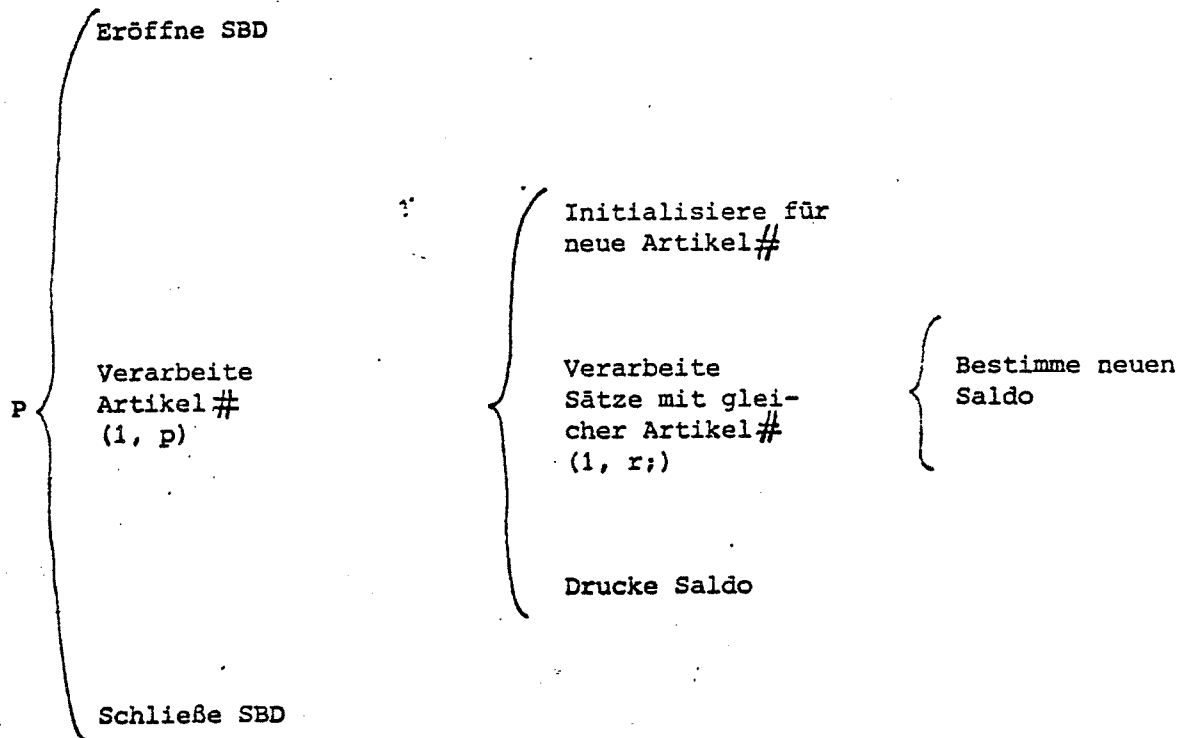 Eröffne SBD
Initialisiere für
neue Artikel#
P
Verarbeite
Artikel#
(1, p)
Verarbeite
Sätze mit glei-
cher Artikel#
(1, r;)
Bestimme neuen
Saldo
Drucke Saldo
Schließe SBD